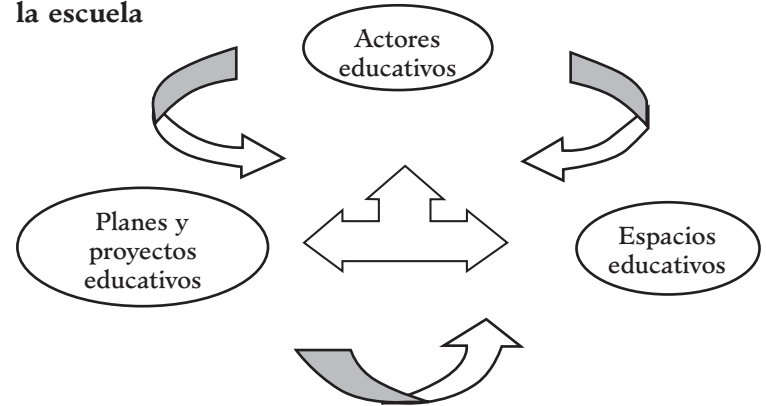 la escuela
Actores
educativos
Planes y
proyectos
educativos
Espacios
educativos